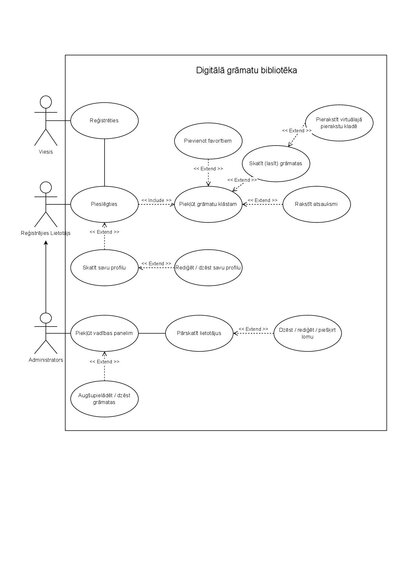 Digitālā grāmatu bibliotēka
Reģistrēties
Viesis
Pievienot favorītiem
Pierakstīt virtuālajā
pierakstu kladē
<< Extend >>
Skatīt (lasīt) grāmatas
<< Extend >>
<< Extend >>
Pieslēgties
<< Include >>
Piekļūt grāmatu klāstam
<< Extend >>
Rakstīt atsauksmi
Reģistrējies Lietotājs
<< Extend >>
Skatīt savu profilu
<< Extend >>
Rediģēt / dzēst savu profilu
Administrators
Piekļūt vadības panelim
Pārskatīt lietotājus
<< Extend >>
Dzēst / rediģēt / piešķirt
lomu
<< Extend >>
Augšupielādēt / dzēst
grāmatas